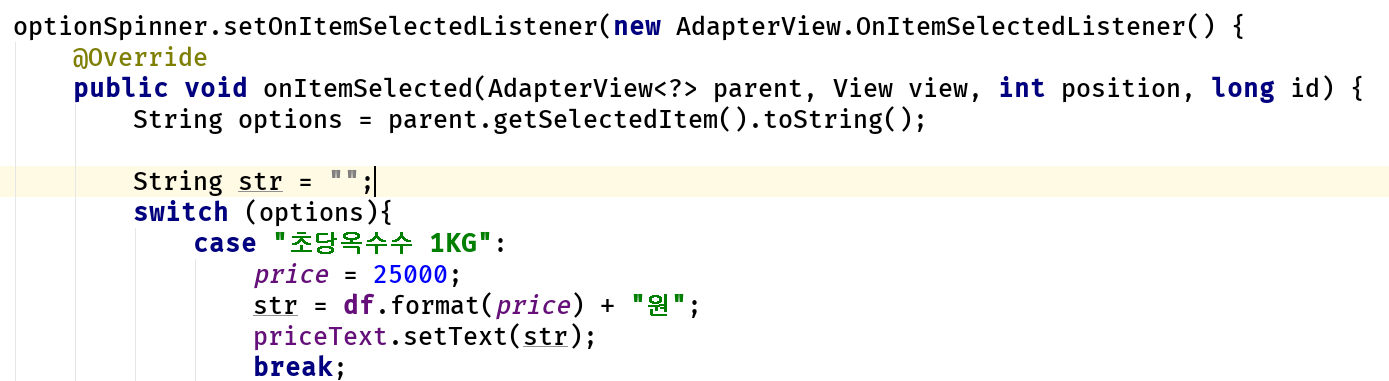 optionSpinner.setOnItemSelectedListener(new AdapterView.OnItemSelectedListener() {
@Override
public void onItemSelected(AdapterView<?> parent, View view, int position, long id) {
String options = parent.getSelectedItem().toString();
String str = "";
switch (options){
case "초당옥수수 1KG":
price = 25000;
str = df.format(price) + "원";
priceText.setText(str);
break;